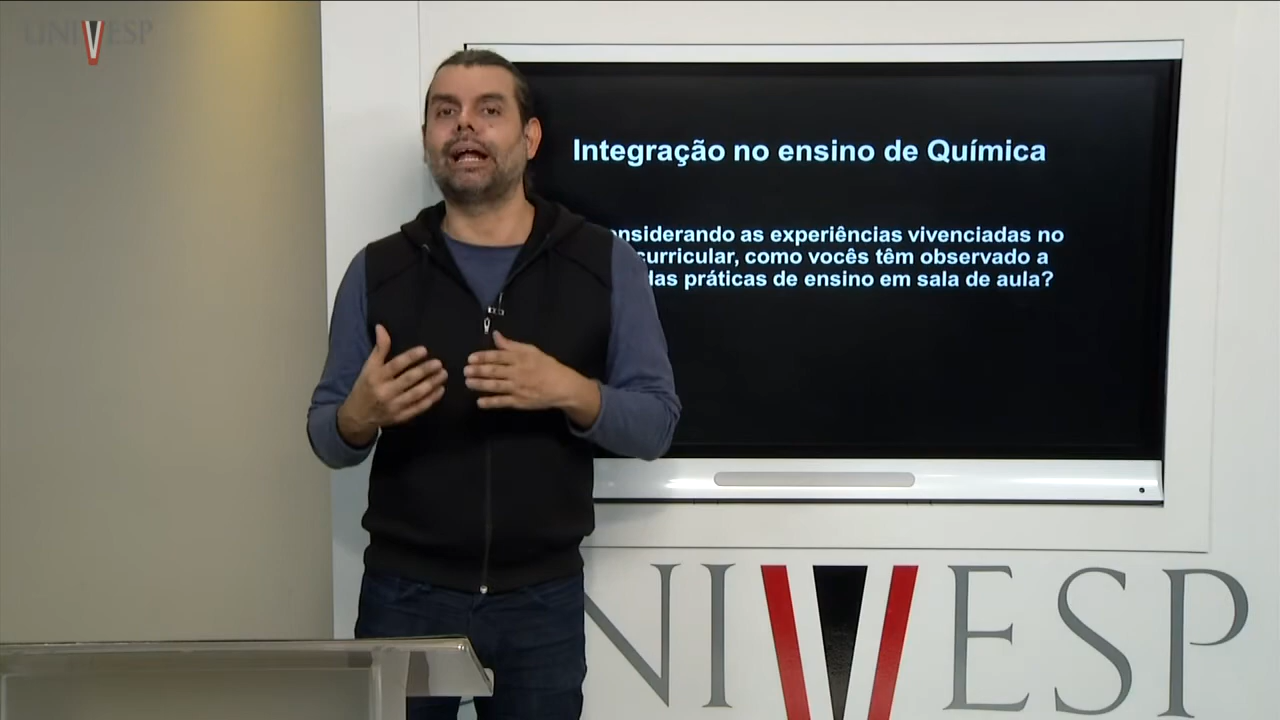 UNIVESP
Integração no ensino de Química
onsiderando as experiências vivenciadas no
curricular, como vocês têm observado a
das práticas de ensino em sala de aula?
NIVESP